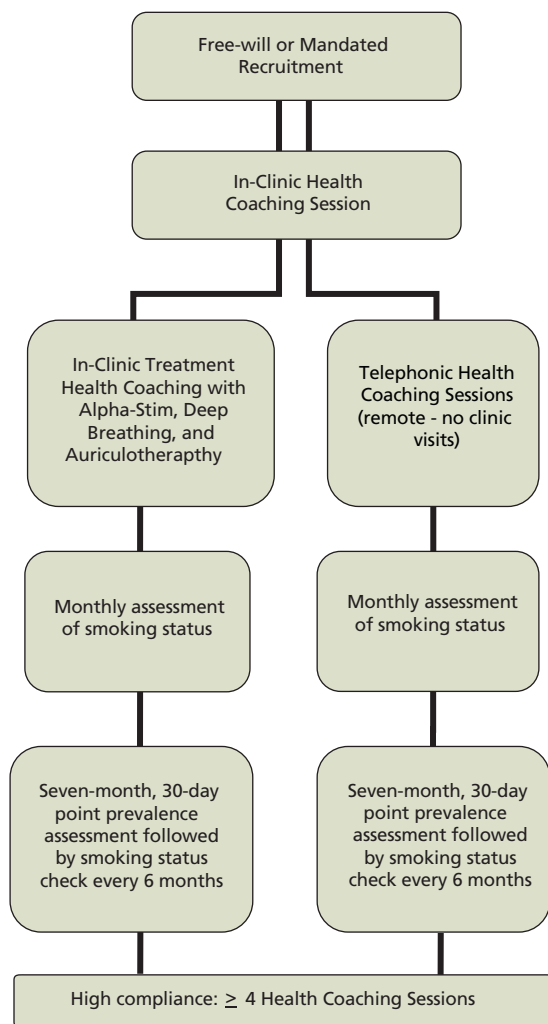 Free-will or Mandated
Recruitment
In-Clinic Health
Coaching Session
In-Clinic Treatment
Health Coaching with
Alpha-Stim, Deep
Breathing, and
Auriculotherapthy
Telephonic Health
Coaching Sessions
(remote - no clinic
visits)
Monthly assessment
of smoking status
Monthly assessment
of smoking status
Seven-month, 30-day
point prevalence
assessment followed
by smoking status
check every 6 months
Seven-month, 30-day
point prevalence
assessment followed
by smoking status
check every 6 months
High compliance: ≥ 4 Health Coaching Sessions